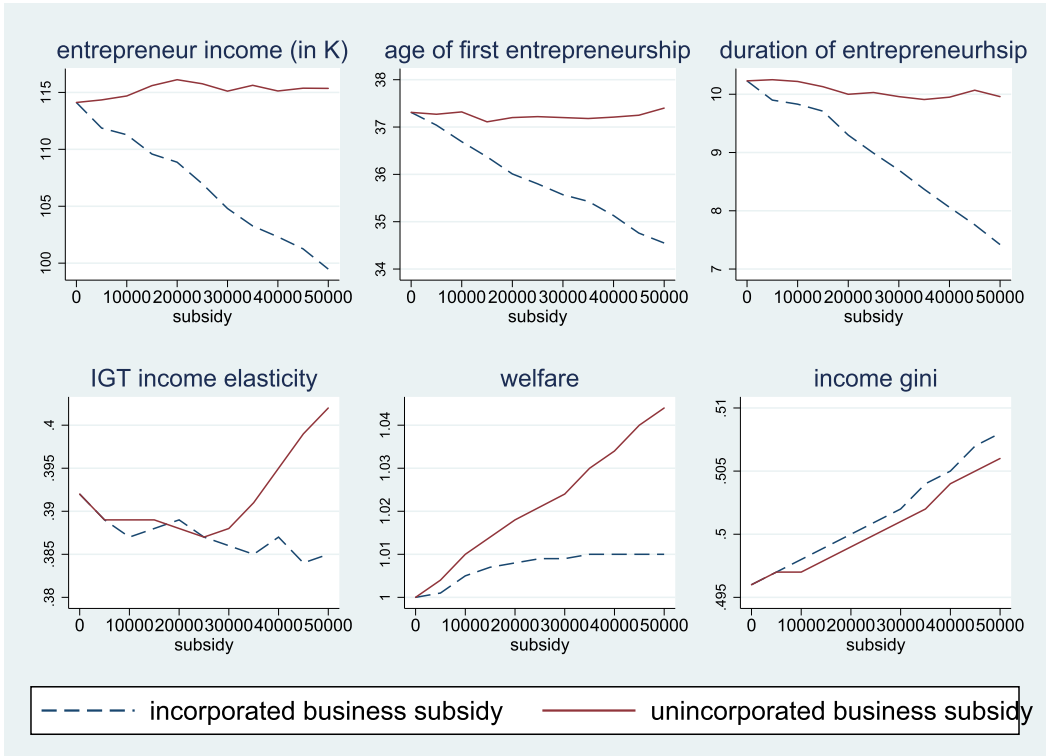 entrepreneur income (in K)
115
110
105
100
0 10000 20000 30000 40000 50000
subsidy
age of first entrepreneurship
38
37
36
35
34
0 10000 20000 30000 40000 50000
subsidy
duration of entrepreneurhsip
10
9
8
7
0 10000 20000 30000 40000 50000
subsidy
IGT income elasticity
.4
.395
.39
.385
.38
0 10000 20000 30000 40000 50000
subsidy
welfare
1.04
1.03
1.02
1.01
1
0 10000 20000 30000 40000 50000
subsidy
income gini
.51
.505
.5
.495
0 10000 20000 30000 40000 50000
subsidy
incorporated business subsidy
unincorporated business subsidy